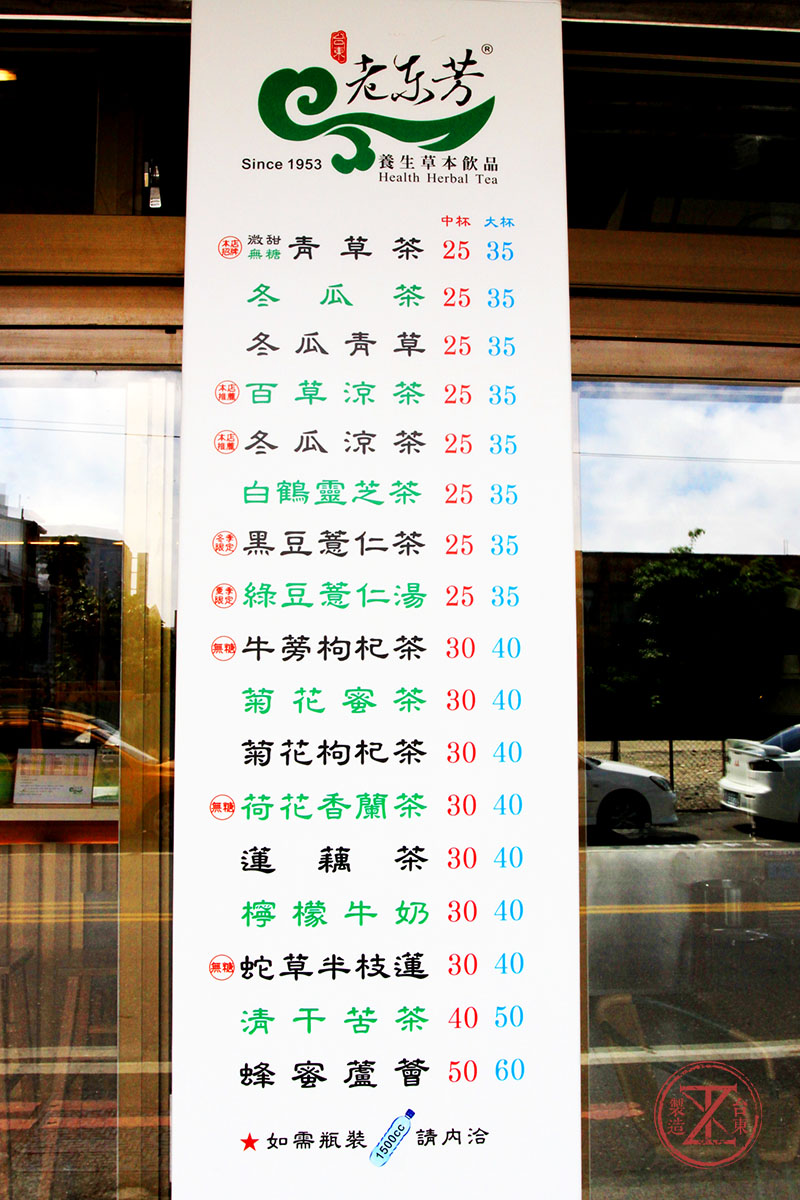 台東
老东芳®
Since 1953
養生草本飲品
Health Herbal Tea
中杯 大杯
本店招牌 微甜 無糖 青草茶 25 35
冬瓜茶 25 35
冬瓜青草 25 35
本店推薦 百草涼茶 25 35
本店推薦 冬瓜涼茶 25 35
白鶴靈芝茶 25 35
冬季限定 黑豆薏仁茶 25 35
夏季限定 綠豆薏仁湯 25 35
無糖 牛蒡枸杞茶 30 40
菊花蜜茶 30 40
菊花枸杞茶 30 40
無糖 荷花香蘭茶 30 40
蓮藕茶 30 40
檸檬牛奶 30 40
無糖 蛇草半枝蓮 30 40
清干苦茶 40 50
蜂蜜蘆薈 50 60
★如需瓶裝 1500cc 請內洽
台東製造